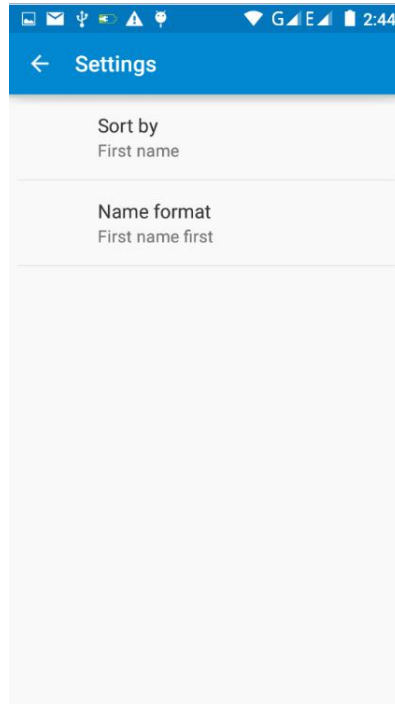 G E 2:44
Settings
Sort by
First name
Name format
First name first